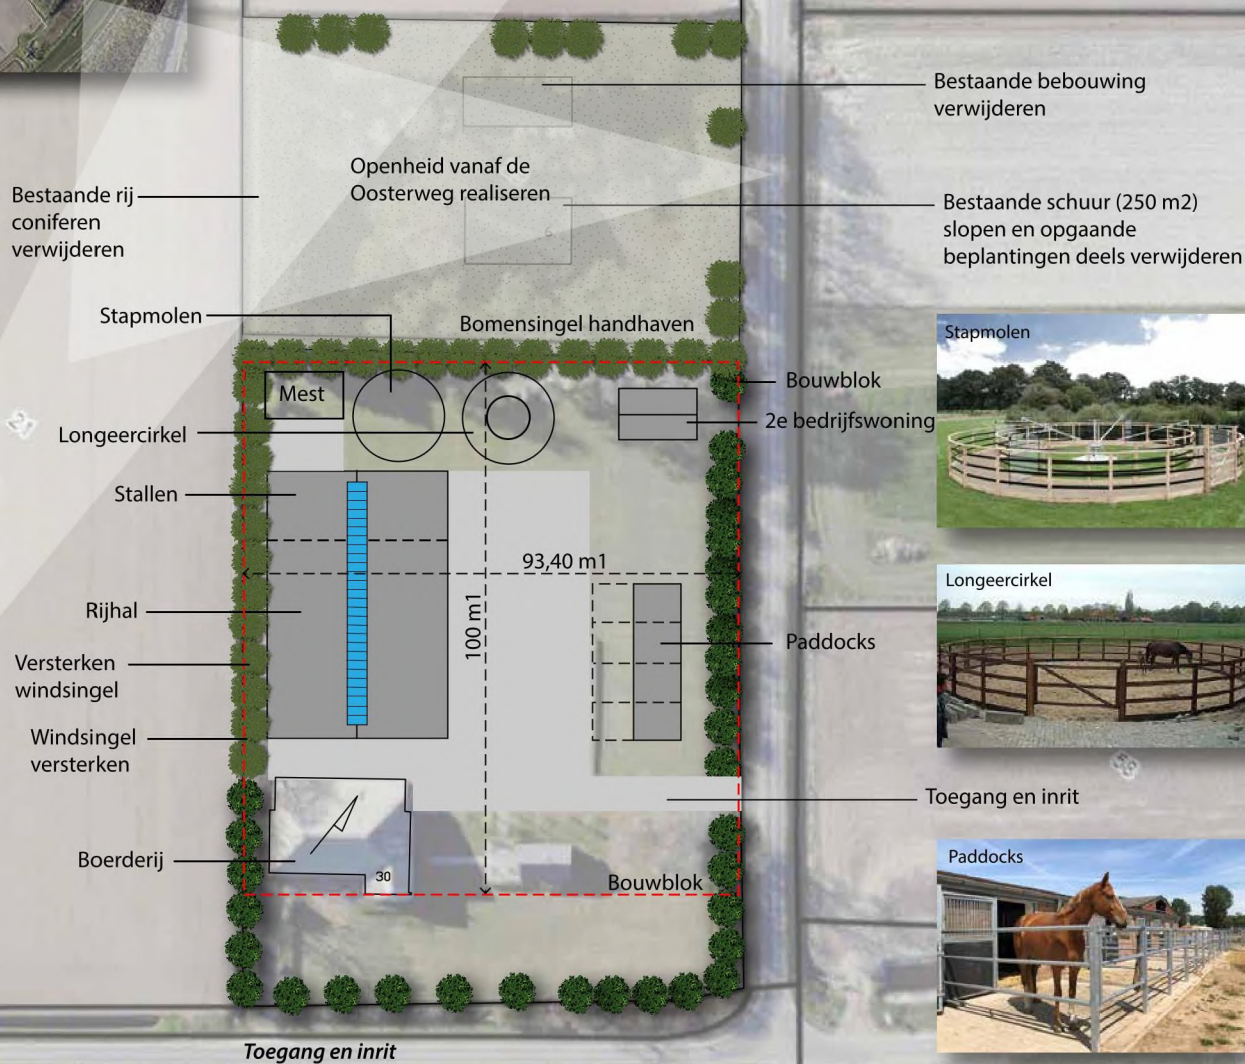 Bestaande bebouwing
verwijderen
Openheid vanaf de
Oosterweg realiseren
Bestaande rij
coniferen
verwijderen
Bestaande schuur (250 m2)
slopen en opgaande
beplantingen deels verwijderen
6
Stapmolen
Bomensingel handhaven
Stapmolen
Mest
Bouwblok
2e bedrijfswoning
Longeercirkel
Stallen
93,40 m1
100 m1
Longeercirkel
Rijhal
Paddocks
Versterken
windsingel
Windsingel
versterken
Toegang en inrit
Boerderij
30
Bouwblok
Paddocks
Toegang en inrit